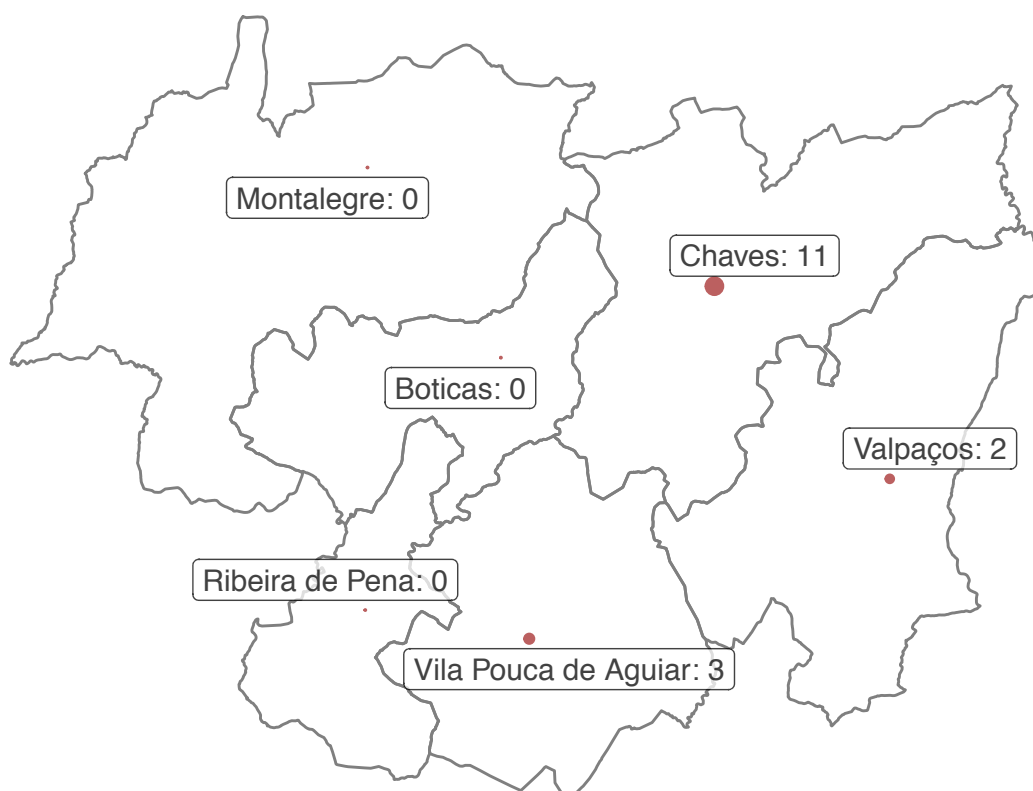 Montalegre: 0
Chaves: 11
Boticas: 0
Valpaços: 2
Ribeira de Pena: 0
Vila Pouca de Aguiar: 3